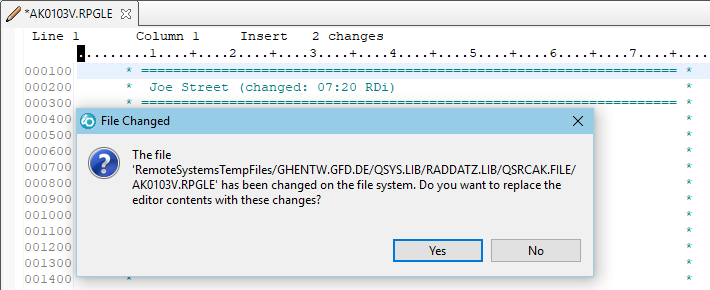 *AK0103V.RPGLE
Line 1 Column 1 Insert 2 changes
.........1....+....2....+....3....+....4....+....5....+....6....+....7....+....
000100 * =================================================================== *
000200 * Joe Street (changed: 07:20 RDi) *
000300 * =================================================================== *
000400 *
File Changed
000500 *
000600 The file *
000700 'RemoteSystemsTempFiles/GHENTW.GFD.DE/QSYS.LIB/RADDATZ.LIB/QSRCAK.FILE/ *
000800 AK0103V.RPGLE' has been changed on the file system. Do you want to replace the *
000900 editor contents with these changes? *
001000 *
001100 *
001200 Yes No *
001300 *
001400 * *